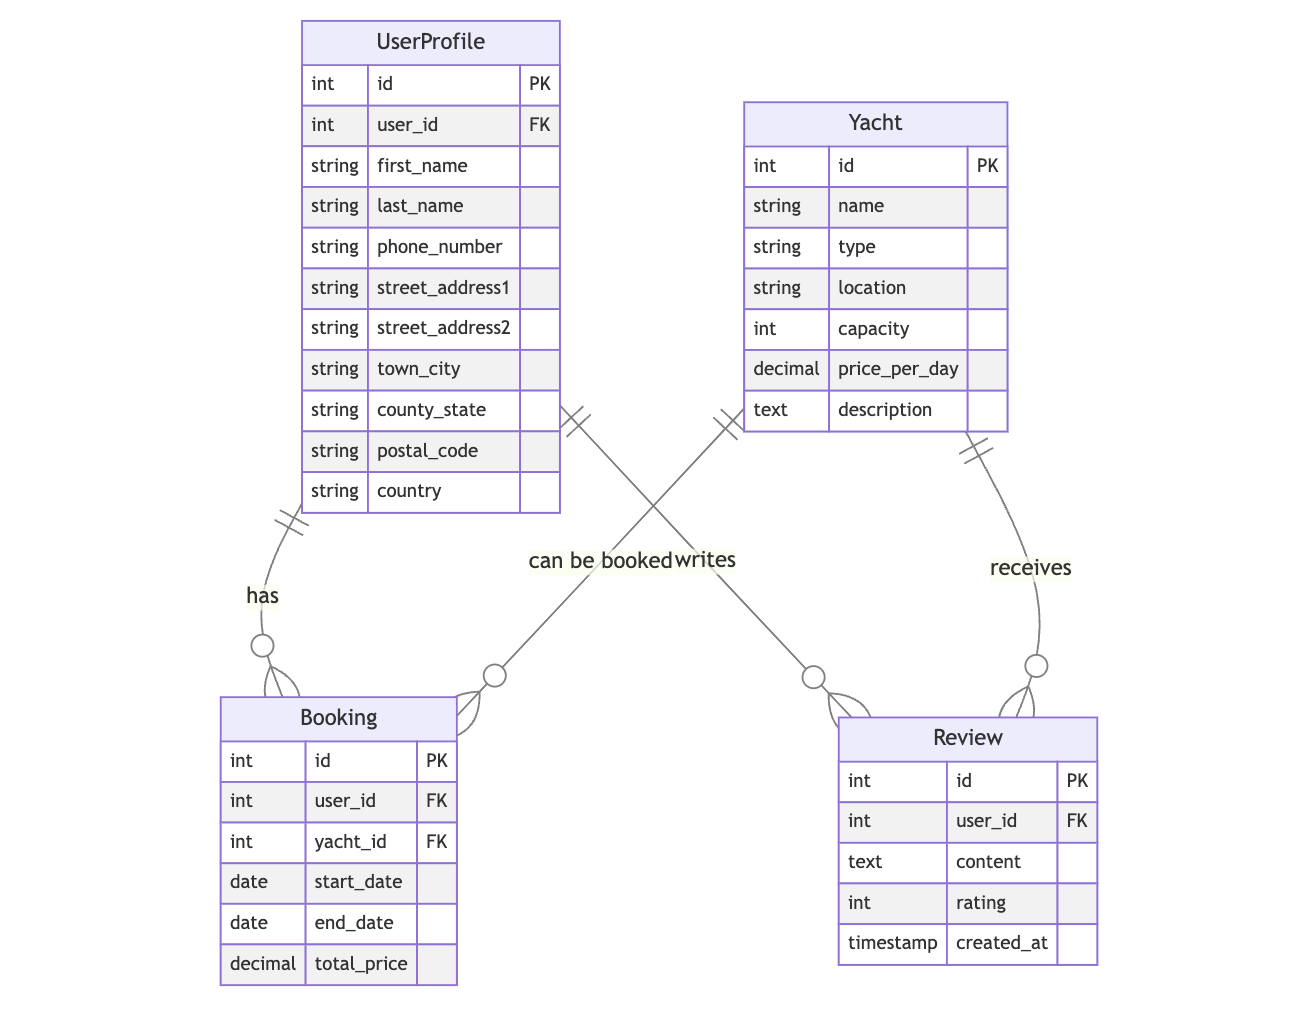 UserProfile
int id PK
int user_id FK
string first_name
string last_name
string phone_number
string street_address1
string street_address2
string town_city
string county_state
string postal_code
string country
Yacht
int id PK
string name
string type
string location
int capacity
decimal price_per_day
text description
has
can be booked
writes
receives
Booking
int id PK
int user_id FK
int yacht_id FK
date start_date
date end_date
decimal total_price
Review
int id PK
int user_id FK
text content
int rating
timestamp created_at